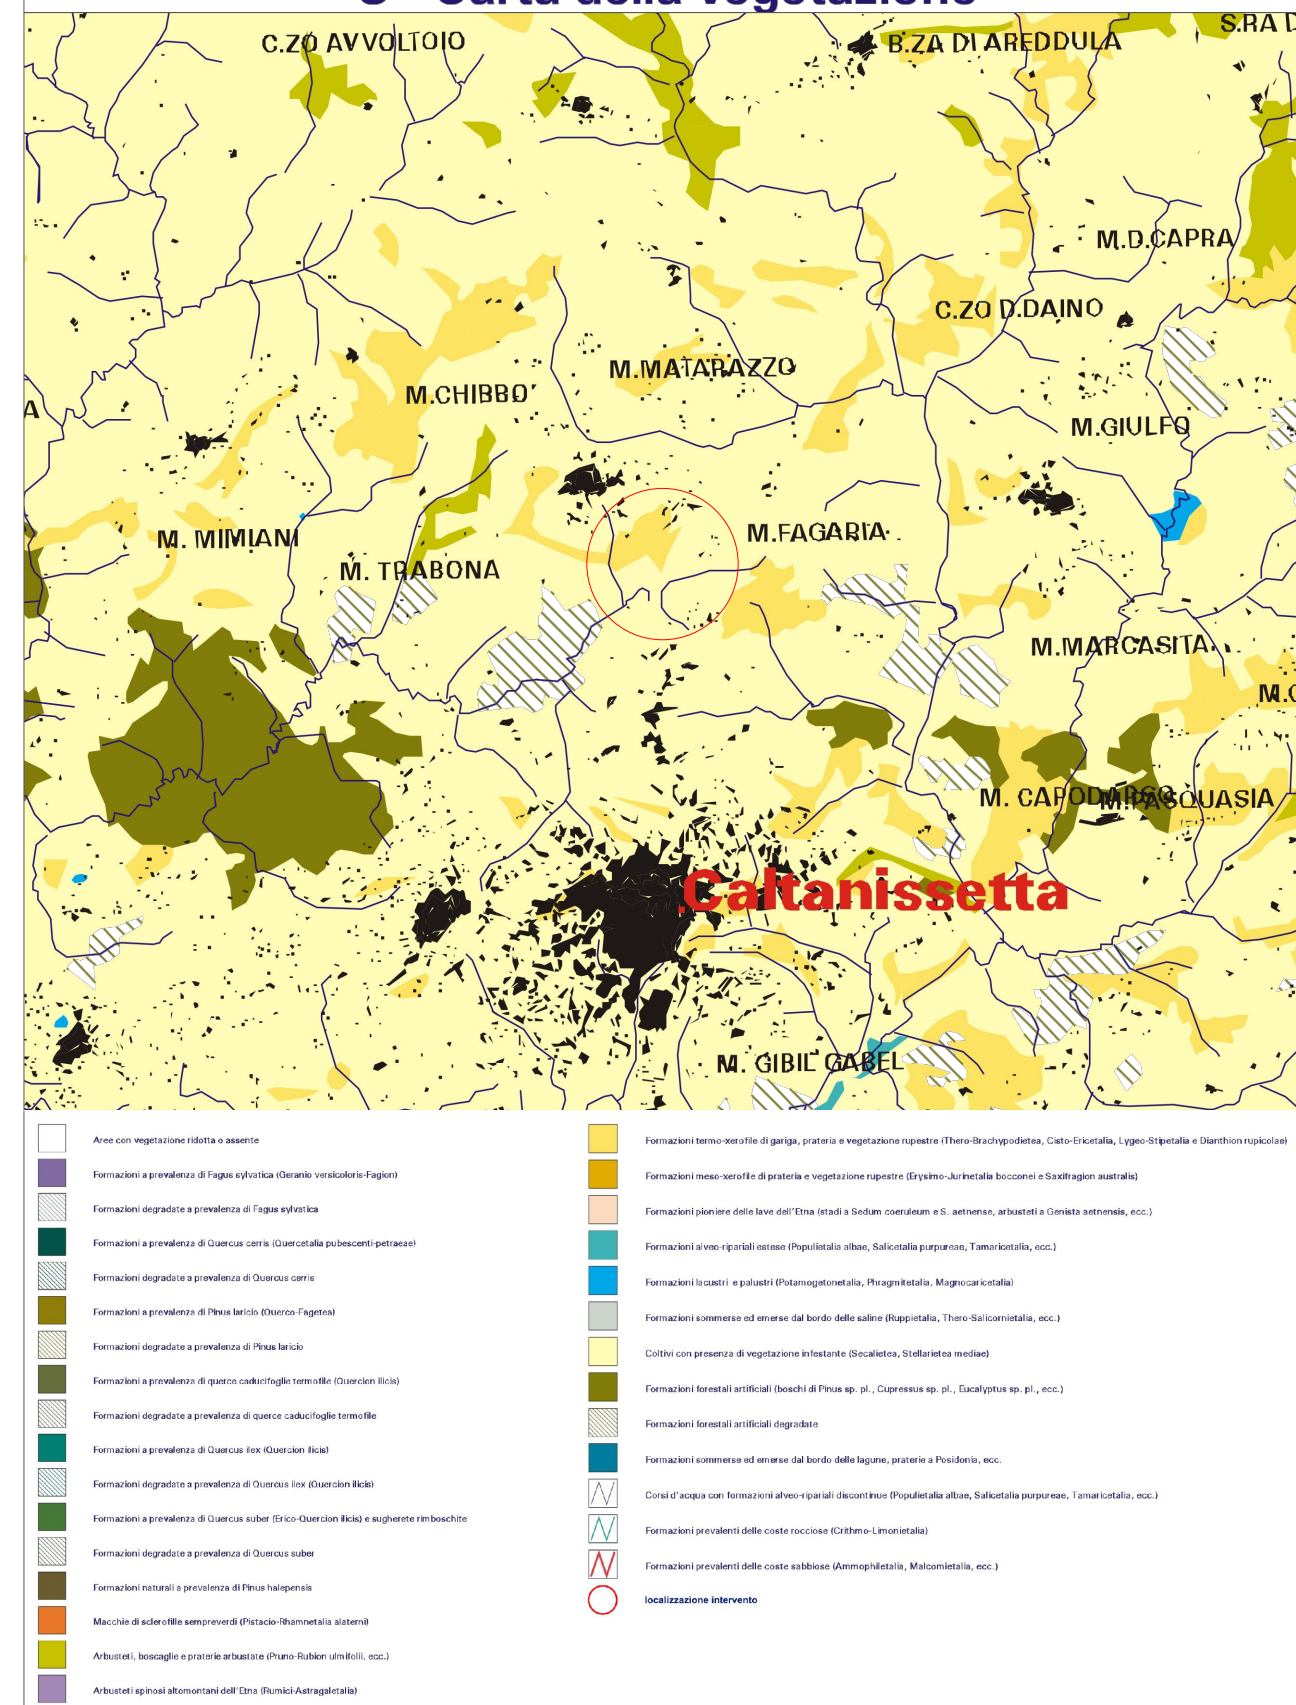 C.ZO AVVOLTOIO
B.ZA DI AREDDULA
S.RA D
M.D.CAPRA
C.ZO D.DAINO
M.MATARAZZO
M.CHIBBO'
A
M.GIULFO
M. MIMIANI
M.FAGARIA
M. TRABONA
M.MARCASITA
M.C
M. CAPODARSO
M.PASQUASIA
Caltanissetta
M. GIBIL GABEL
Aree con vegetazione ridotta o assente
Formazioni a prevalenza di Fagus sylvatica (Geranio versicoloris-Fagion)
Formazioni degradate a prevalenza di Fagus sylvatica
Formazioni a prevalenza di Quercus cerris (Quercetalia pubescenti-petraeae)
Formazioni degradate a prevalenza di Quercus cerris
Formazioni a prevalenza di Pinus laricio (Querco-Fagetea)
Formazioni degradate a prevalenza di Pinus laricio
Formazioni a prevalenza di querce caducifoglie termofile (Quercion ilicis)
Formazioni degradate a prevalenza di querce caducifoglie termofile
Formazioni a prevalenza di Quercus ilex (Quercion ilicis)
Formazioni degradate a prevalenza di Quercus ilex (Quercion ilicis)
Formazioni a prevalenza di Quercus suber (Erico-Quercion ilicis) e sugherete rimboschite
Formazioni degradate a prevalenza di Quercus suber
Formazioni naturali a prevalenza di Pinus halepensis
Macchie di sclerofille sempreverdi (Pistacio-Rhamnetalia alaterni)
Arbusteti, boscaglie e praterie arbustate (Pruno-Rubion ulmifolii, ecc.)
Arbusteti spinosi altomontani dell'Etna (Rumici-Astragaletalia)
Formazioni termo-xerofile di gariga, prateria e vegetazione rupestre (Thero-Brachypodietea, Cisto-Ericetalia, Lygeo-Stipetalia e Dianthion rupicolae)
Formazioni meso-xerofile di prateria e vegetazione rupestre (Erysimo-Jurinetalia bocconei e Saxifragion australis)
Formazioni pioniere delle lave dell'Etna (stadi a Sedum coeruleum e S. aetnense, arbusteti a Genista aetnensis, ecc.)
Formazioni alveo-ripariali estese (Populetalia albae, Salicetalia purpureae, Tamaricetalia, ecc.)
Formazioni lacustri e palustri (Potamogetonetalia, Phragmitetalia, Magnocaricetalia)
Formazioni sommerse ed emerse dal bordo delle saline (Ruppietalia, Thero-Salicornietalia, ecc.)
Coltivi con presenza di vegetazione infestante (Secalietea, Stellarietea mediae)
Formazioni forestali artificiali (boschi di Pinus sp. pl., Cupressus sp. pl., Eucalyptus sp. pl., ecc.)
Formazioni forestali artificiali degradate
Formazioni sommerse ed emerse dal bordo delle lagune, praterie a Posidonia, ecc.
Corsi d'acqua con formazioni alveo-ripariali discontinue (Populietalia albae, Salicetalia purpureae, Tamaricetalia, ecc.)
Formazioni prevalenti delle coste rocciose (Crithmo-Limonietalia)
Formazioni prevalenti delle coste sabbiose (Ammophiletalia, Malcomietalia, ecc.)
localizzazione intervento